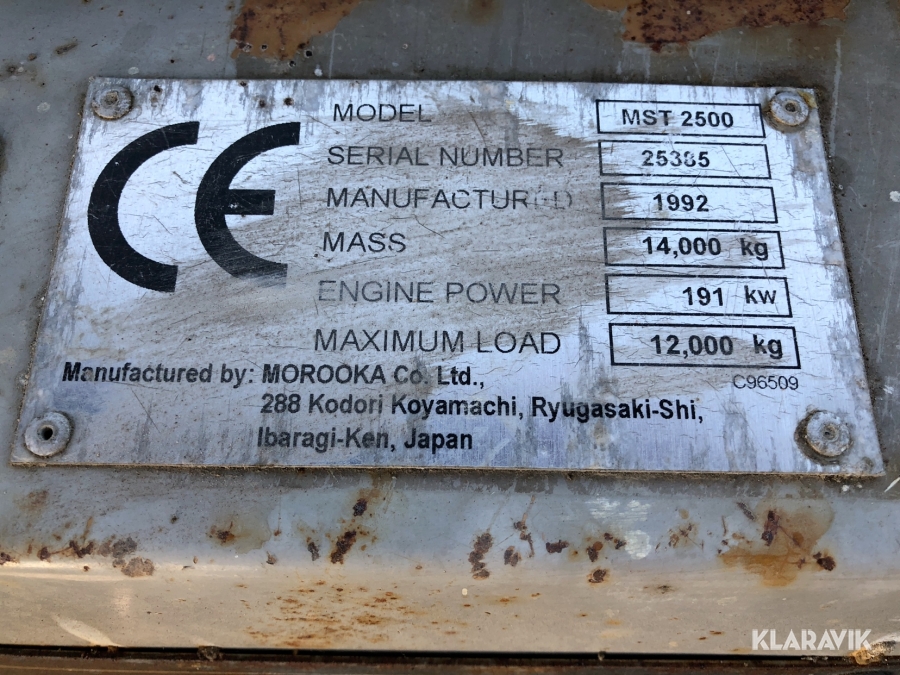 CE
MODEL MST 2500
SERIAL NUMBER 25385
MANUFACTURED 1992
MASS 14,000 kg
ENGINE POWER 191 kw
MAXIMUM LOAD 12,000 kg
C96509
Manufactured by: MOROOKA Co. Ltd.,
288 Kodori Koyamachi, Ryugasaki-Shi,
Ibaragi-Ken, Japan
KLARAVIK